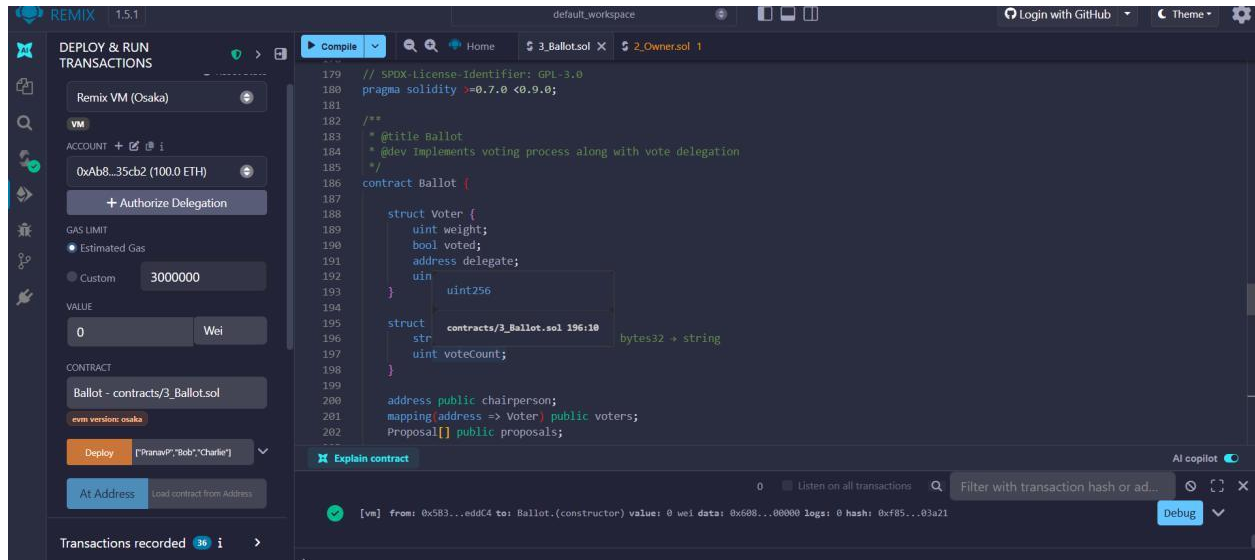 REMIX 1.5.1
default_workspace
Login with GitHub
Theme
DEPLOY & RUN
TRANSACTIONS
Remix VM (Osaka)
VM
ACCOUNT
0xAb8...35cb2 (100.0 ETH)
+ Authorize Delegation
GAS LIMIT
Estimated Gas
Custom 3000000
VALUE
0 Wei
CONTRACT
Ballot - contracts/3_Ballot.sol
evm version: osaka
Deploy ["PranavP","Bob","Charlie"]
At Address Load contract from Address
Transactions recorded 36 i
Compile
Home
3_Ballot.sol
2_Owner.sol 1
179 // SPDX-License-Identifier: GPL-3.0
180 pragma solidity >=0.7.0 <0.9.0;
181
182 /**
183 * @title Ballot
184 * @dev Implements voting process along with vote delegation
185 */
186 contract Ballot {
187
188 struct Voter {
189 uint weight;
190 bool voted;
191 address delegate;
192 uin
uint256
193 }
194
195 struct
contracts/3_Ballot.sol 196:10
196 str bytes32 → string
197 uint voteCount;
198 }
199
200 address public chairperson;
201 mapping(address => Voter) public voters;
202 Proposal[] public proposals;
Explain contract
AI copilot
0 Listen on all transactions
Filter with transaction hash or ad...
[vm] from: 0x5B3...eddC4 to: Ballot.(constructor) value: 0 wei data: 0x608...00000 logs: 0 hash: 0xf85...03a21
Debug